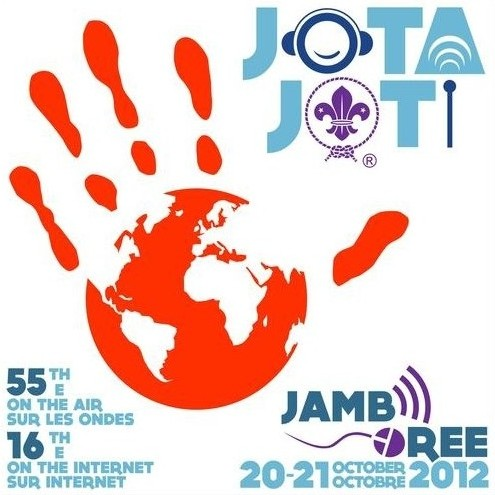 JOTA
JOTI
®
55TH E
ON THE AIR
SUR LES ONDES
16TH E
ON THE INTERNET
SUR INTERNET
JAMB
OREE
20-21 OCTOBER OCTOBRE 2012